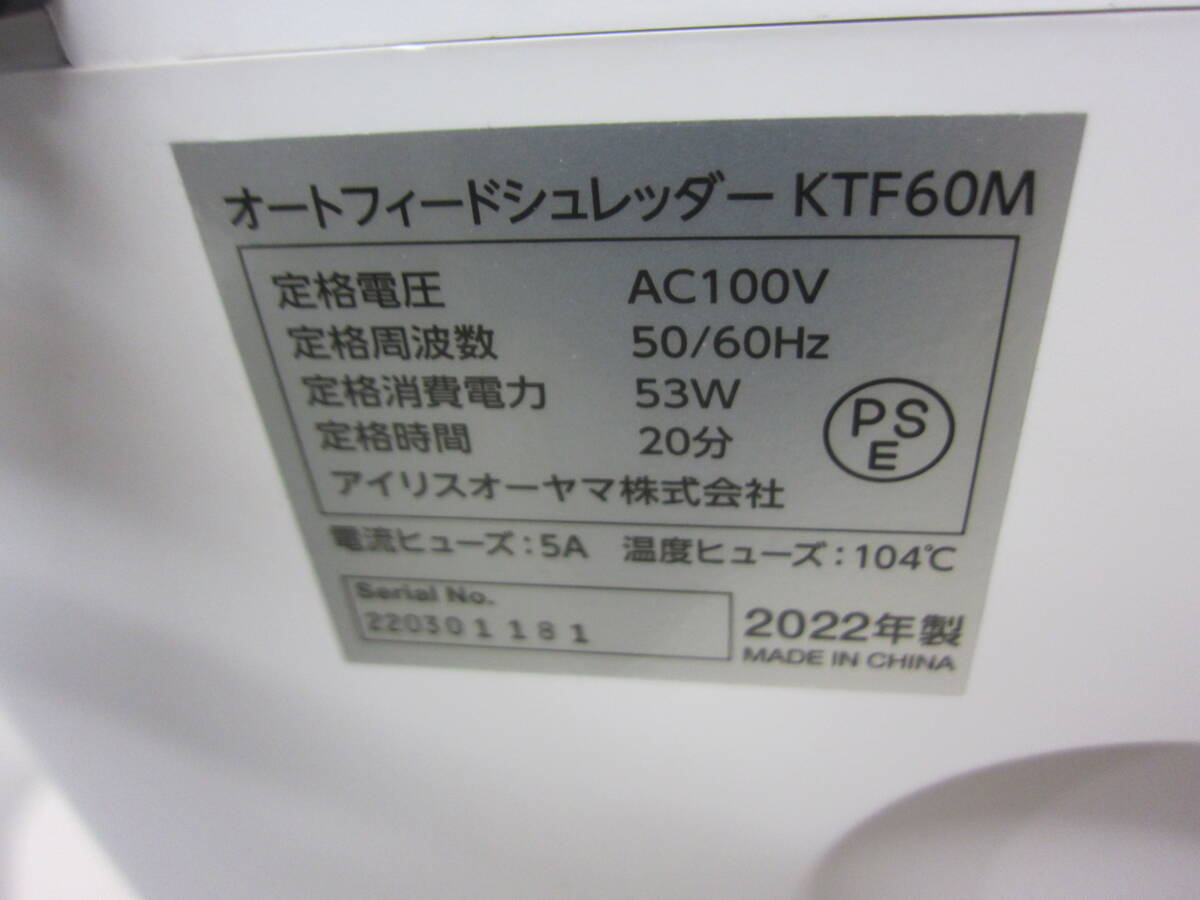 オートフィードシュレッダー KTF60M
定格電圧 AC100V
定格周波数 50/60Hz
定格消費電力 53W
定格時間 20分
PSE
アイリスオーヤマ株式会社
電流ヒューズ：5A 温度ヒューズ：104℃
Serial No.
220301181
2022年製
MADE IN CHINA